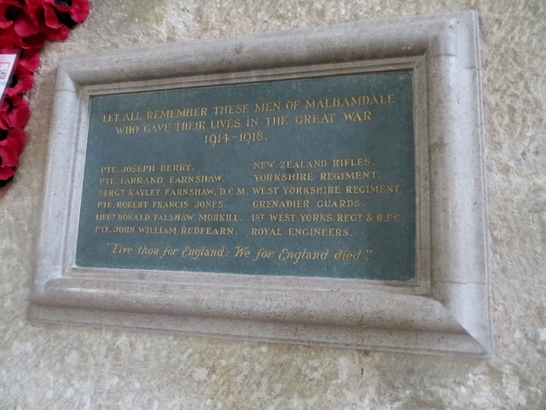 LET ALL REMEMBER THESE MEN OF MALHAMDALE
WHO GAVE THEIR LIVES IN THE GREAT WAR
1914-1918.
PTE. JOSEPH BERRY. NEW ZEALAND RIFLES.
PTE. FARRAND EARNSHAW. YORKSHIRE REGIMENT.
SERGT KAYLEY EARNSHAW, D.C.M. WEST YORKSHIRE REGIMENT.
PTE. ROBERT FRANCIS JONES. GRENADIER GUARDS.
LIEUT RONALD FALSHAW MORKILL. 1ST WEST YORKS. REGT & R.F.C.
PTE. JOHN WILLIAM REDFEARN. ROYAL ENGINEERS.
"Live thou for England: We for England died."